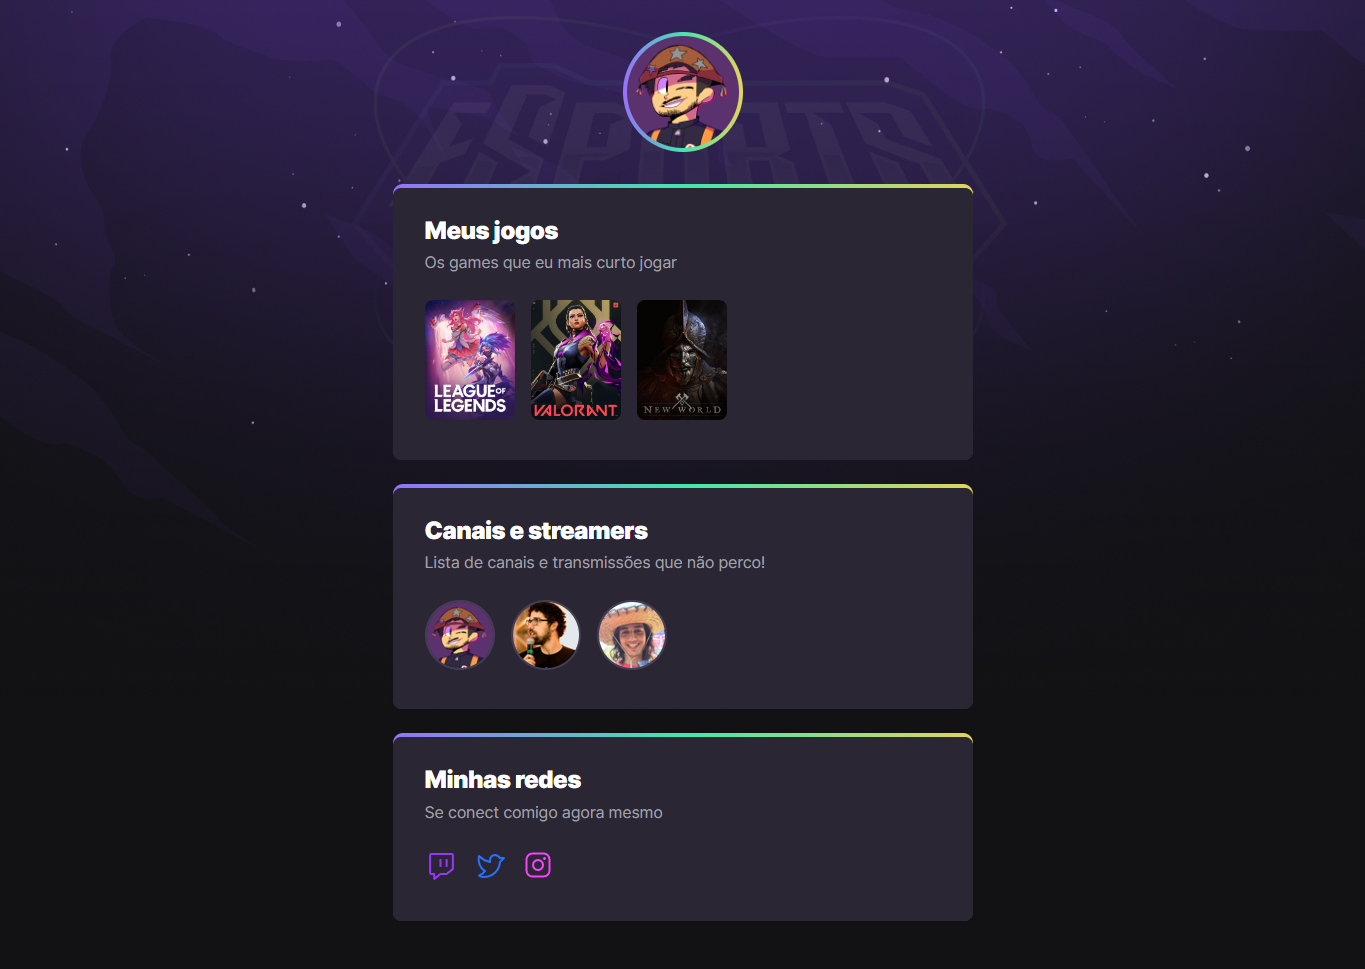 ESPORTS
Meus jogos
Os games que eu mais curto jogar
LEAGUE OF
LEGENDS
VALORANT
NEW WORLD
Canais e streamers
Lista de canais e transmissões que não perco!
Minhas redes
Se conect comigo agora mesmo